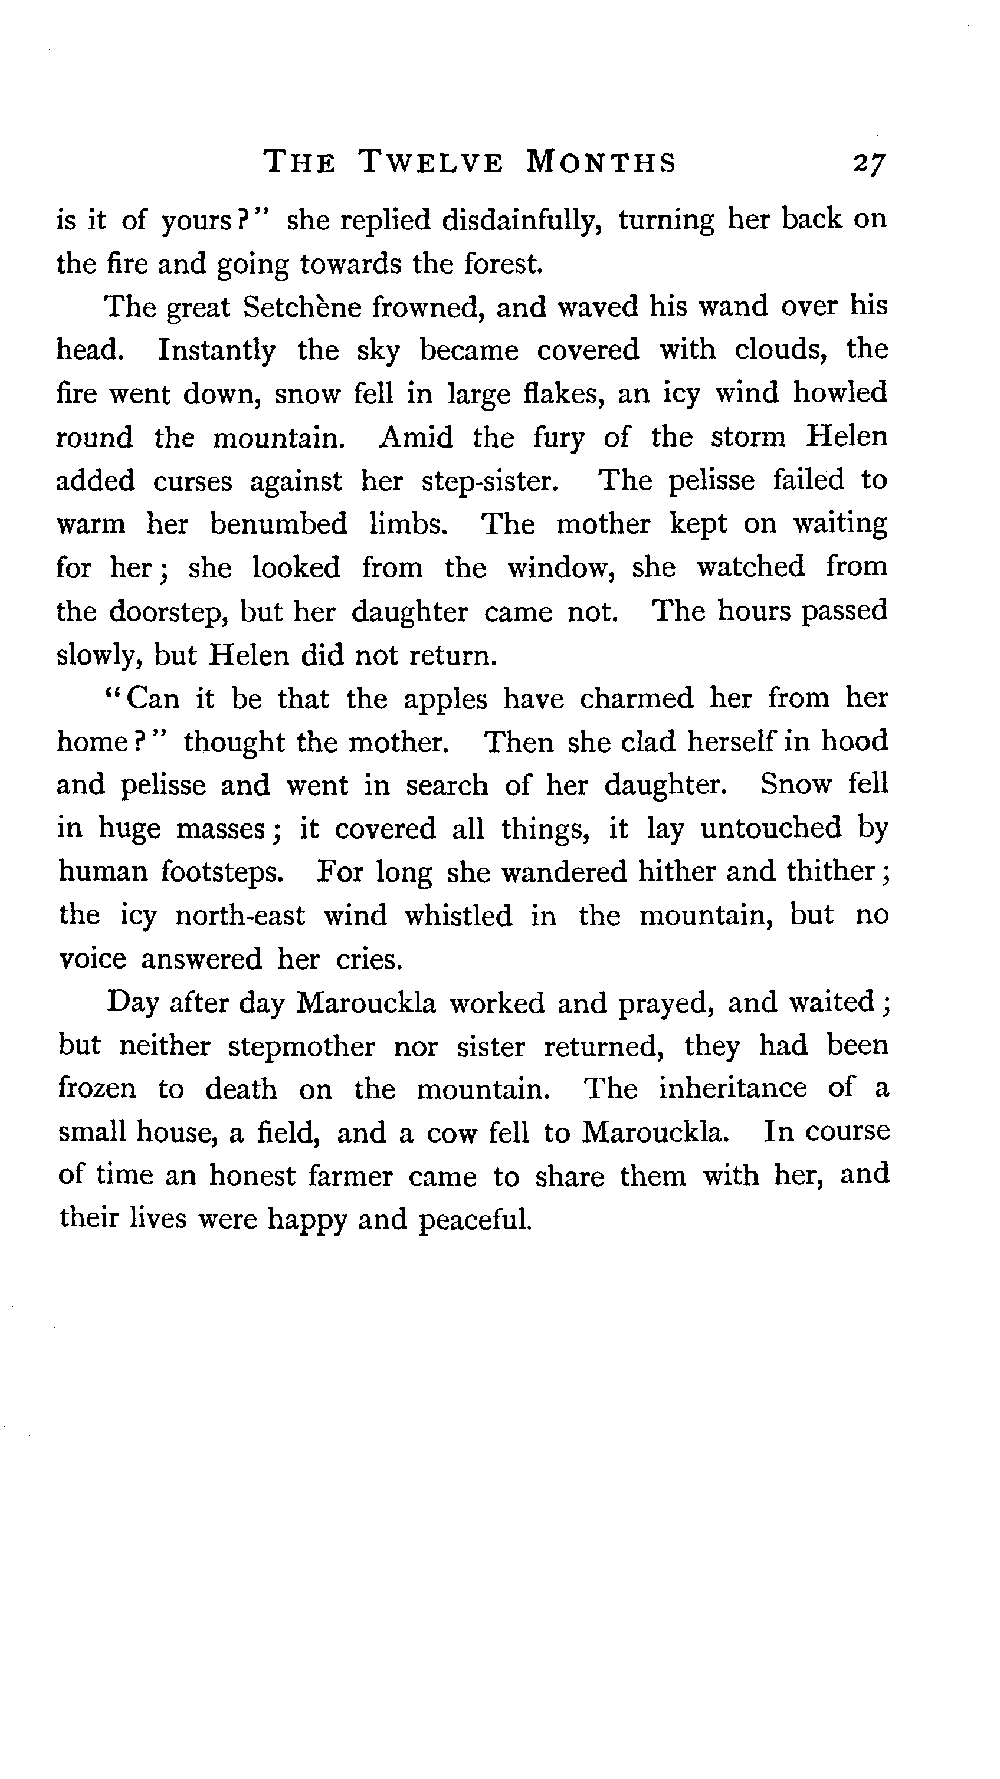 THE TWELVE MONTHS 27
is it of yours?" she replied disdainfully, turning her back on
the fire and going towards the forest.
The great Setchène frowned, and waved his wand over his
head. Instantly the sky became covered with clouds, the
fire went down, snow fell in large flakes, an icy wind howled
round the mountain. Amid the fury of the storm Helen
added curses against her step-sister. The pelisse failed to
warm her benumbed limbs. The mother kept on waiting
for her; she looked from the window, she watched from
the doorstep, but her daughter came not. The hours passed
slowly, but Helen did not return.
"Can it be that the apples have charmed her from her
home?" thought the mother. Then she clad herself in hood
and pelisse and went in search of her daughter. Snow fell
in huge masses; it covered all things, it lay untouched by
human footsteps. For long she wandered hither and thither;
the icy north-east wind whistled in the mountain, but no
voice answered her cries.
Day after day Marouckla worked and prayed, and waited;
but neither stepmother nor sister returned, they had been
frozen to death on the mountain. The inheritance of a
small house, a field, and a cow fell to Marouckla. In course
of time an honest farmer came to share them with her, and
their lives were happy and peaceful.